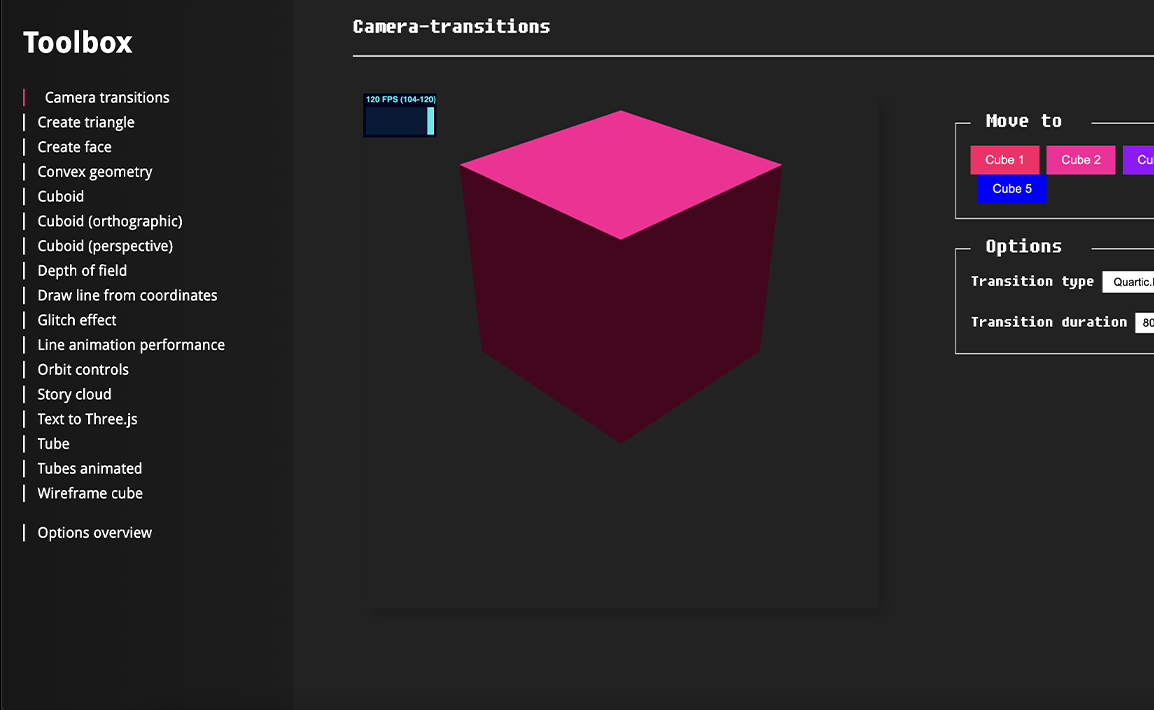 Toolbox
Camera transitions
Create triangle
Create face
Convex geometry
Cuboid
Cuboid (orthographic)
Cuboid (perspective)
Depth of field
Draw line from coordinates
Glitch effect
Line animation performance
Orbit controls
Story cloud
Text to Three.js
Tube
Tubes animated
Wireframe cube
Options overview
Camera-transitions
120 FPS (104-120)
Move to
Cube 1 Cube 2 Cu
Cube 5
Options
Transition type Quartic.
Transition duration 80